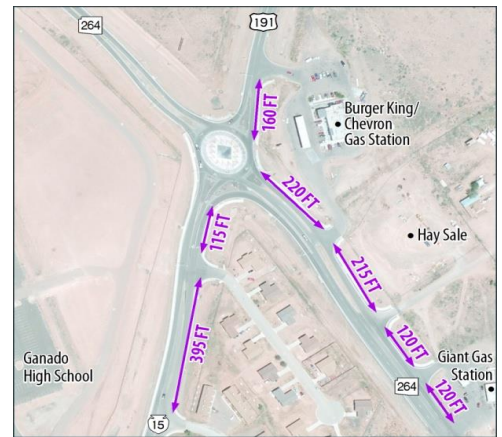 264
191
160 FT
Burger King/
Chevron
Gas Station
220 FT
115 FT
Hay Sale
215 FT
395 FT
120 FT
Ganado
High School
Giant Gas
Station
264
120 FT
15